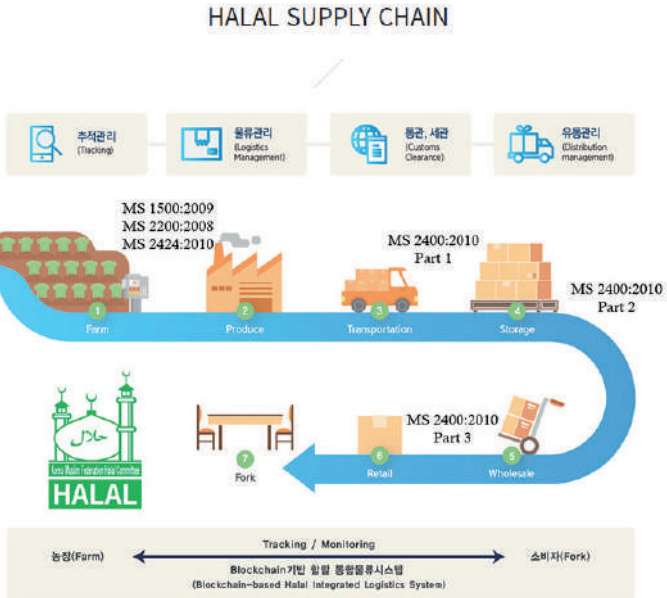 HALAL SUPPLY CHAIN
추적관리
(Tracking)
물류관리
(Logistics
Management)
통관, 세관
(Customs
Clearance)
유통관리
(Distribution
management)
MS 1500:2009
MS 2200:2008
MS 2424:2010
MS 2400:2010
Part 1
MS 2400:2010
Part 2
1
Farm
2
Produce
3
Transportation
4
Storage
MS 2400:2010
Part 3
7
Fork
6
Retail
5
Wholesale
حلال
Korea Muslim Federation Halal Committee
HALAL
농장(Farm)
Tracking / Monitoring
소비자(Fork)
Blockchain기반 할랄 통합물류시스템
(Blockchain-based Halal Integrated Logistics System)